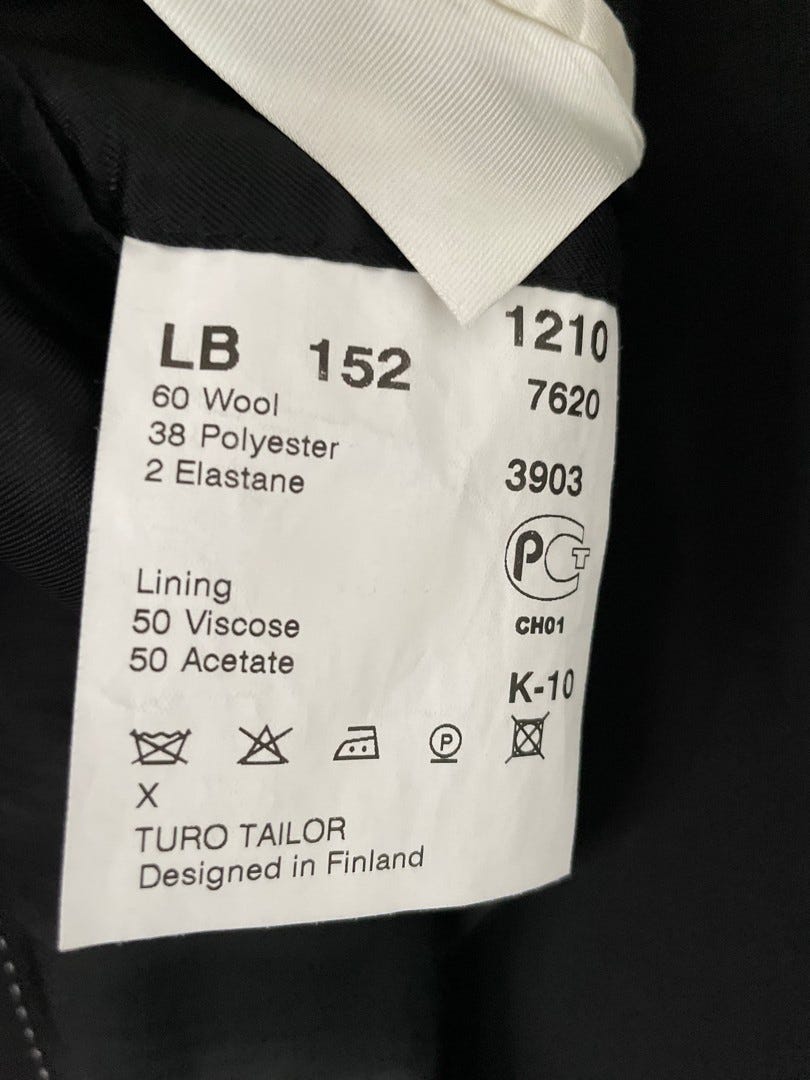 LB 152 1210
60 Wool 7620
38 Polyester
2 Elastane 3903
PCT
Lining
50 Viscose CH01
50 Acetate
K-10
P
X
TURO TAILOR
Designed in Finland